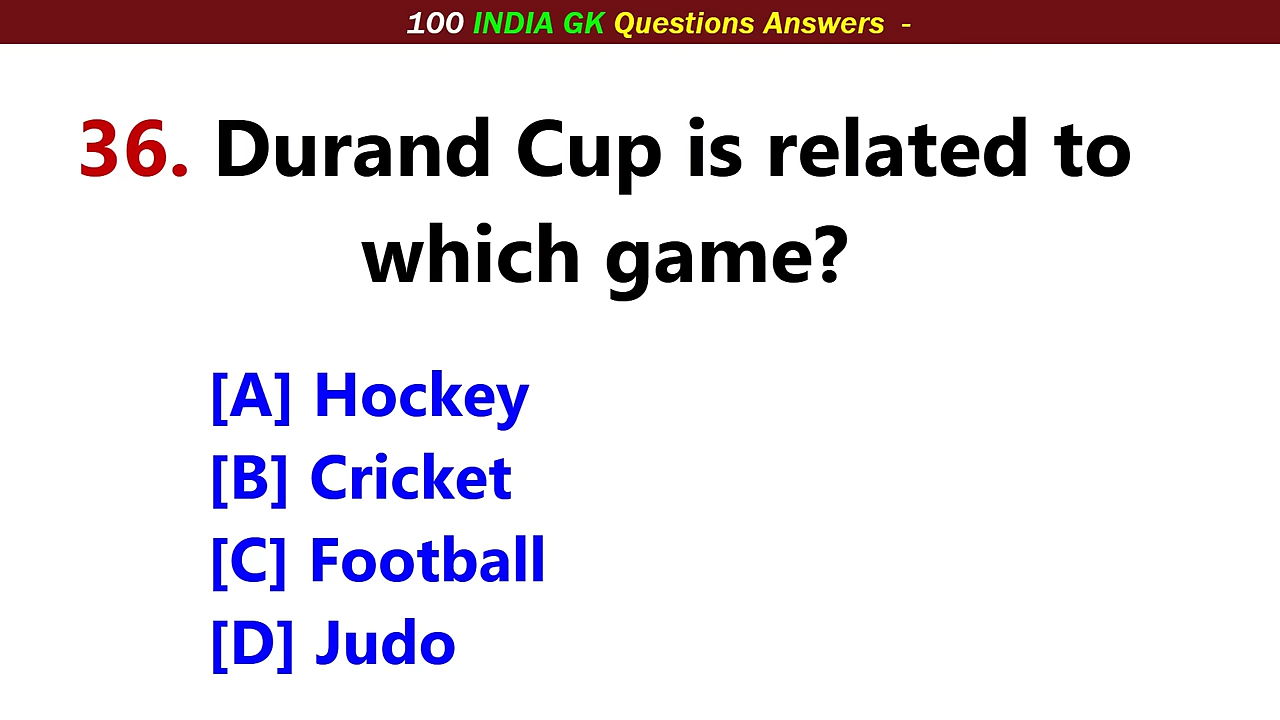 100 INDIA GK Questions Answers -
36. Durand Cup is related to
which game?
[A] Hockey
[B] Cricket
[C] Football
[D] Judo